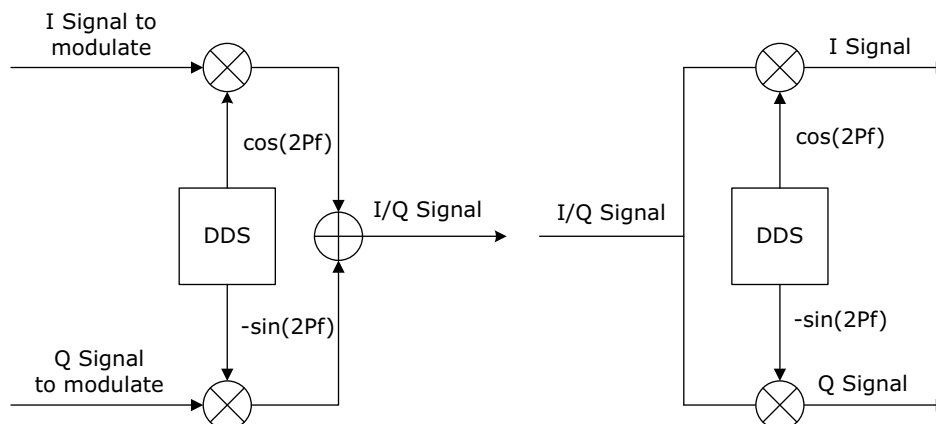 I Signal to
modulate
cos(2Pf)
DDS
-sin(2Pf)
Q Signal
to modulate
I/Q Signal
I/Q Signal
I Signal
cos(2Pf)
DDS
-sin(2Pf)
Q Signal